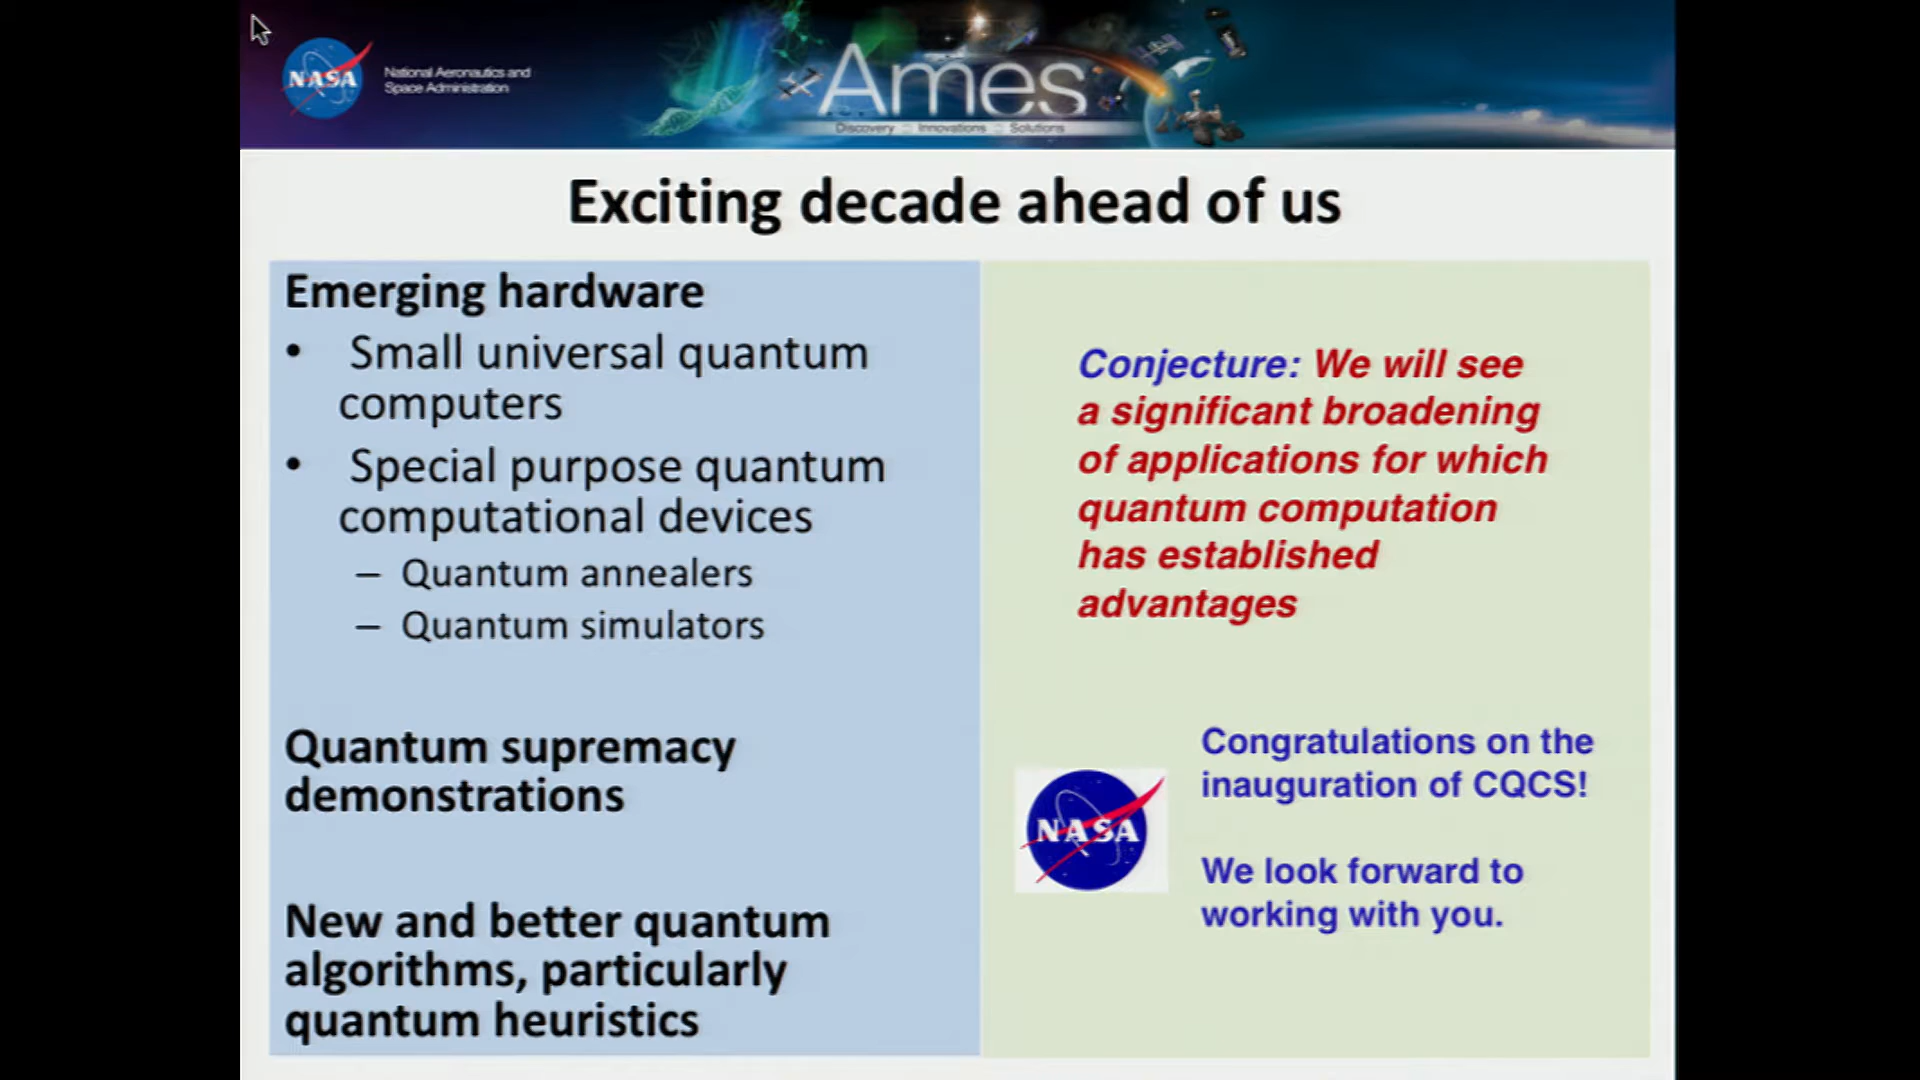 NASA
National Aeronautics and
Space Administration
Ames
Discovery :: Innovations :: Solutions
Exciting decade ahead of us
Emerging hardware
• Small universal quantum
computers
• Special purpose quantum
computational devices
– Quantum annealers
– Quantum simulators
Quantum supremacy
demonstrations
New and better quantum
algorithms, particularly
quantum heuristics
Conjecture: We will see
a significant broadening
of applications for which
quantum computation
has established
advantages
NASA
Congratulations on the
inauguration of CQCS!
We look forward to
working with you.